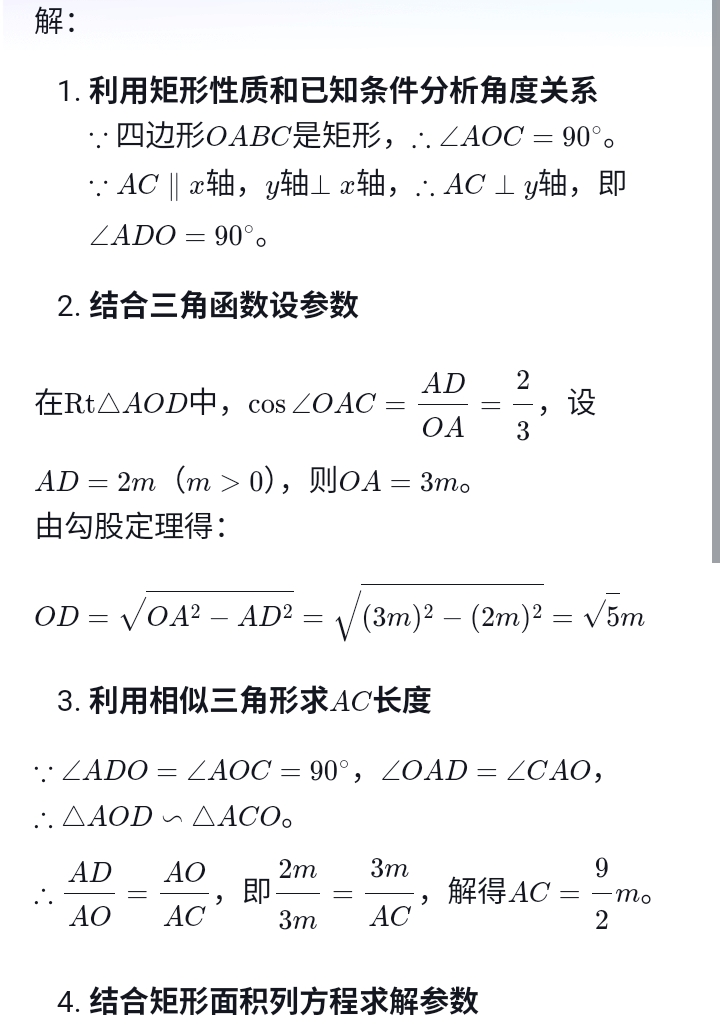 解：
1. 利用矩形性质和已知条件分析角度关系
∵ 四边形OABC是矩形，∴ ∠AOC = 90°。
∵ AC ∥ x轴，y轴⊥ x轴，∴ AC ⊥ y轴，即
∠ADO = 90°。
2. 结合三角函数设参数
在Rt△AOD中，cos ∠OAC = AD/OA = 2/3，设
AD = 2m（m > 0），则OA = 3m。
由勾股定理得：
OD = √(OA² − AD²) = √((3m)² − (2m)²) = √5m
3. 利用相似三角形求AC长度
∵ ∠ADO = ∠AOC = 90°，∠OAD = ∠CAO，
∴ △AOD ∽ △ACO。
∴ AD/AO = AO/AC，即2m/3m = 3m/AC，解得AC = 9/2 m。
4. 结合矩形面积列方程求解参数